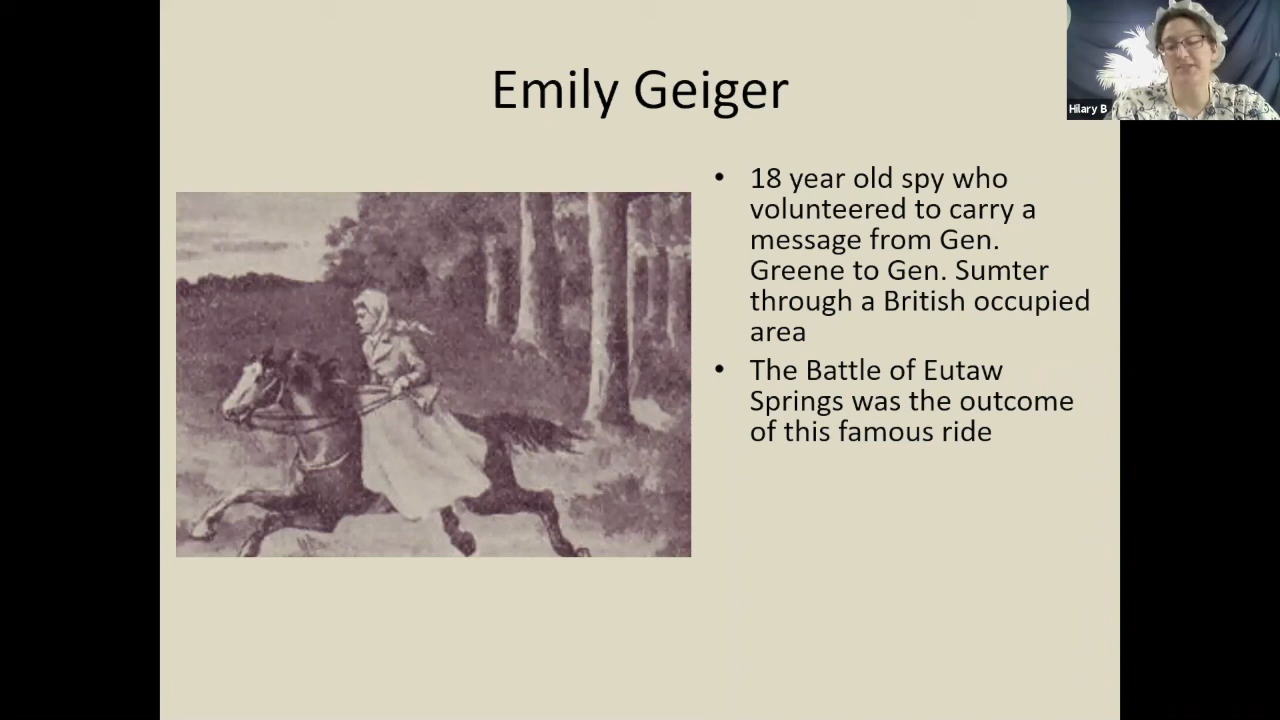 Emily Geiger
Hilary B
• 18 year old spy who
volunteered to carry a
message from Gen.
Greene to Gen. Sumter
through a British occupied
area
• The Battle of Eutaw
Springs was the outcome
of this famous ride